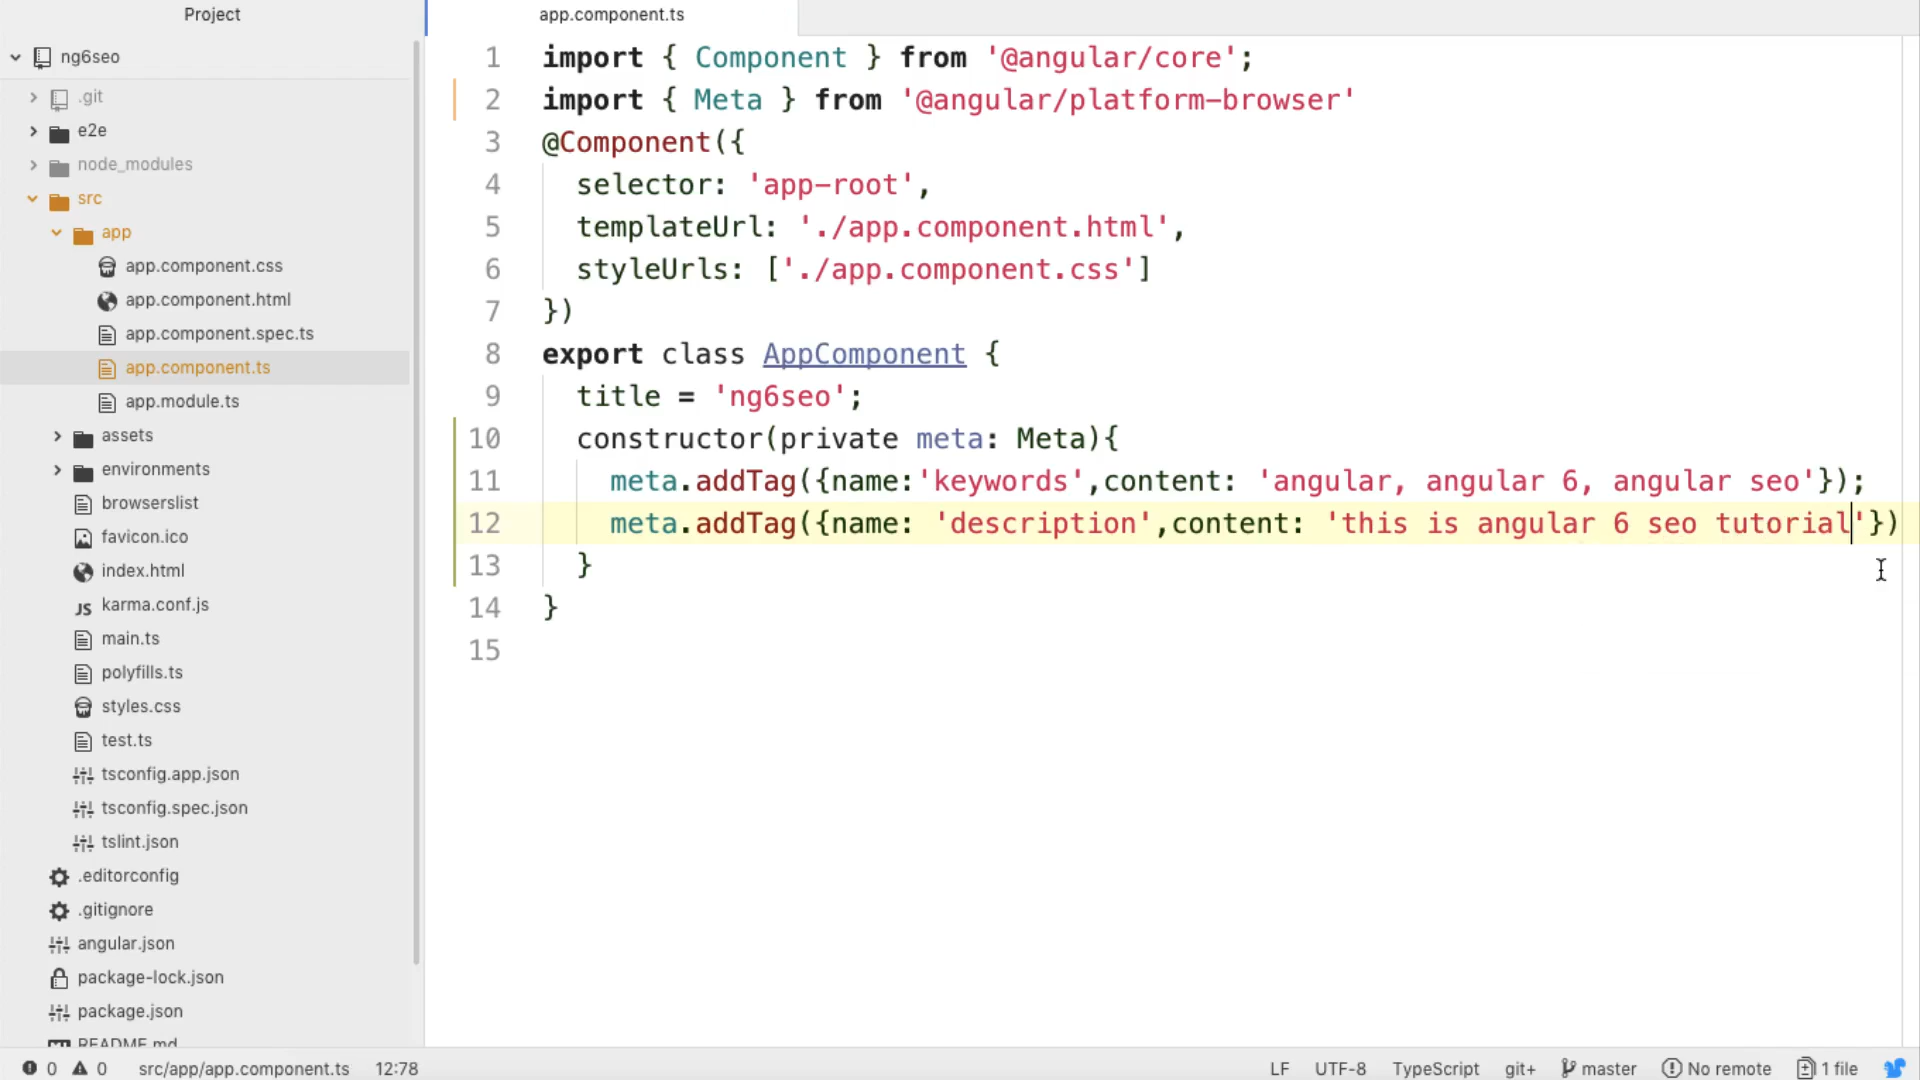 Project
ng6seo
.git
e2e
node_modules
src
app
app.component.css
app.component.html
app.component.spec.ts
app.component.ts
app.module.ts
assets
environments
browserslist
favicon.ico
index.html
karma.conf.js
main.ts
polyfills.ts
styles.css
test.ts
tsconfig.app.json
tsconfig.spec.json
tslint.json
.editorconfig
.gitignore
angular.json
package-lock.json
package.json
README.md
app.component.ts
1 import { Component } from '@angular/core';
2 import { Meta } from '@angular/platform-browser'
3 @Component({
4 selector: 'app-root',
5 templateUrl: './app.component.html',
6 styleUrls: ['./app.component.css']
7 })
8 export class AppComponent {
9 title = 'ng6seo';
10 constructor(private meta: Meta){
11 meta.addTag({name:'keywords',content: 'angular, angular 6, angular seo'});
12 meta.addTag({name: 'description',content: 'this is angular 6 seo tutorial'})
13 }
14 }
15
0 0 src/app/app.component.ts 12:78 LF UTF-8 TypeScript git+ master No remote 1 file